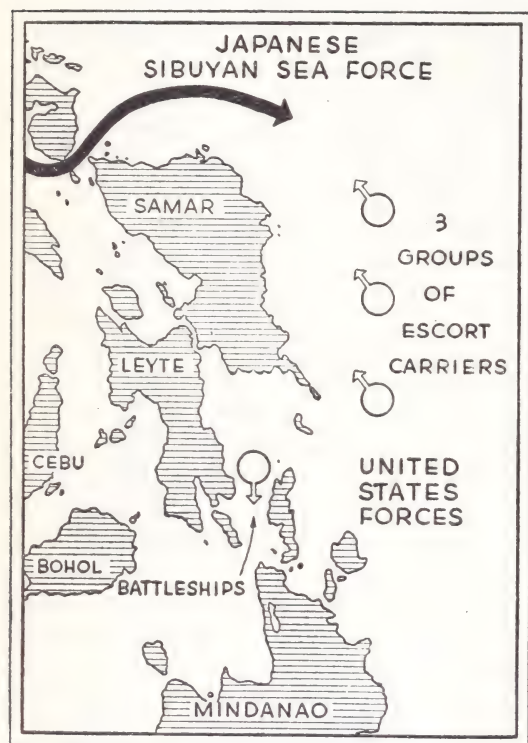 JAPANESE
SIBUYAN SEA FORCE
SAMAR
3
GROUPS
OF
ESCORT
CARRIERS
LEYTE
CEBU
UNITED
STATES
FORCES
BOHOL
BATTLESHIPS
MINDANAO